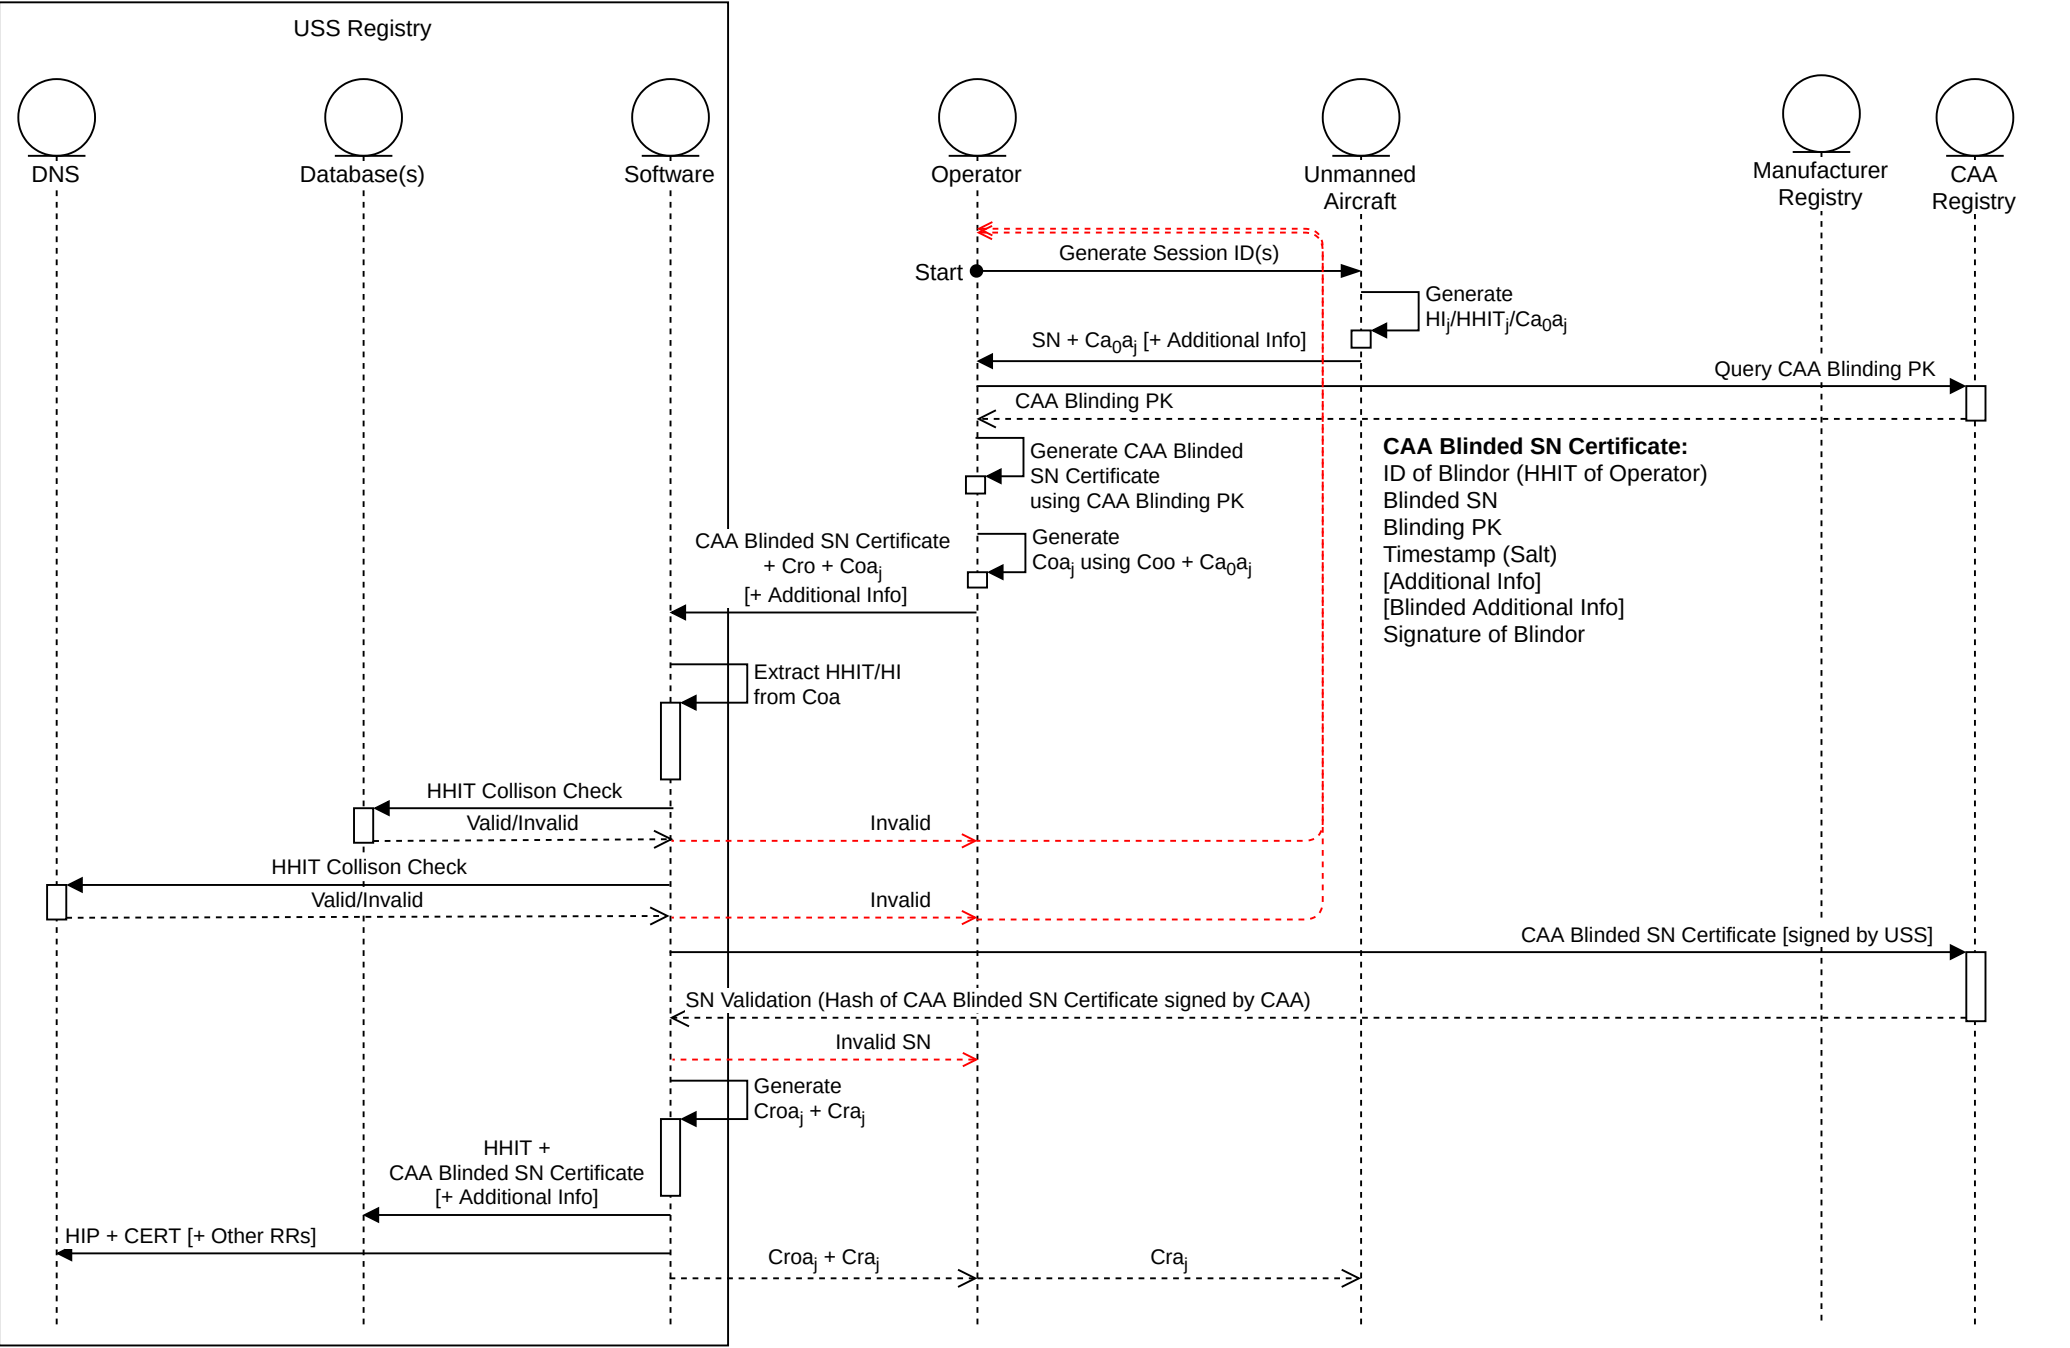 USS Registry
DNS
Database(s)
Software
Operator
Unmanned
Aircraft
Manufacturer
Registry
CAA
Registry
Generate Session ID(s)
Start
Generate
HIj/HHITj/Ca0aj
SN + Ca0aj [+ Additional Info]
Query CAA Blinding PK
CAA Blinding PK
Generate CAA Blinded
SN Certificate
using CAA Blinding PK
CAA Blinded SN Certificate:
ID of Blindor (HHIT of Operator)
Blinded SN
Blinding PK
Timestamp (Salt)
[Additional Info]
[Blinded Additional Info]
Signature of Blindor
Generate
Coaj using Coo + Ca0aj
CAA Blinded SN Certificate
+ Cro + Coaj
[+ Additional Info]
Extract HHIT/HI
from Coa
HHIT Collison Check
Valid/Invalid
Invalid
HHIT Collison Check
Valid/Invalid
Invalid
CAA Blinded SN Certificate [signed by USS]
SN Validation (Hash of CAA Blinded SN Certificate signed by CAA)
Invalid SN
Generate
Croaj + Craj
HHIT +
CAA Blinded SN Certificate
[+ Additional Info]
HIP + CERT [+ Other RRs]
Croaj + Craj
Craj